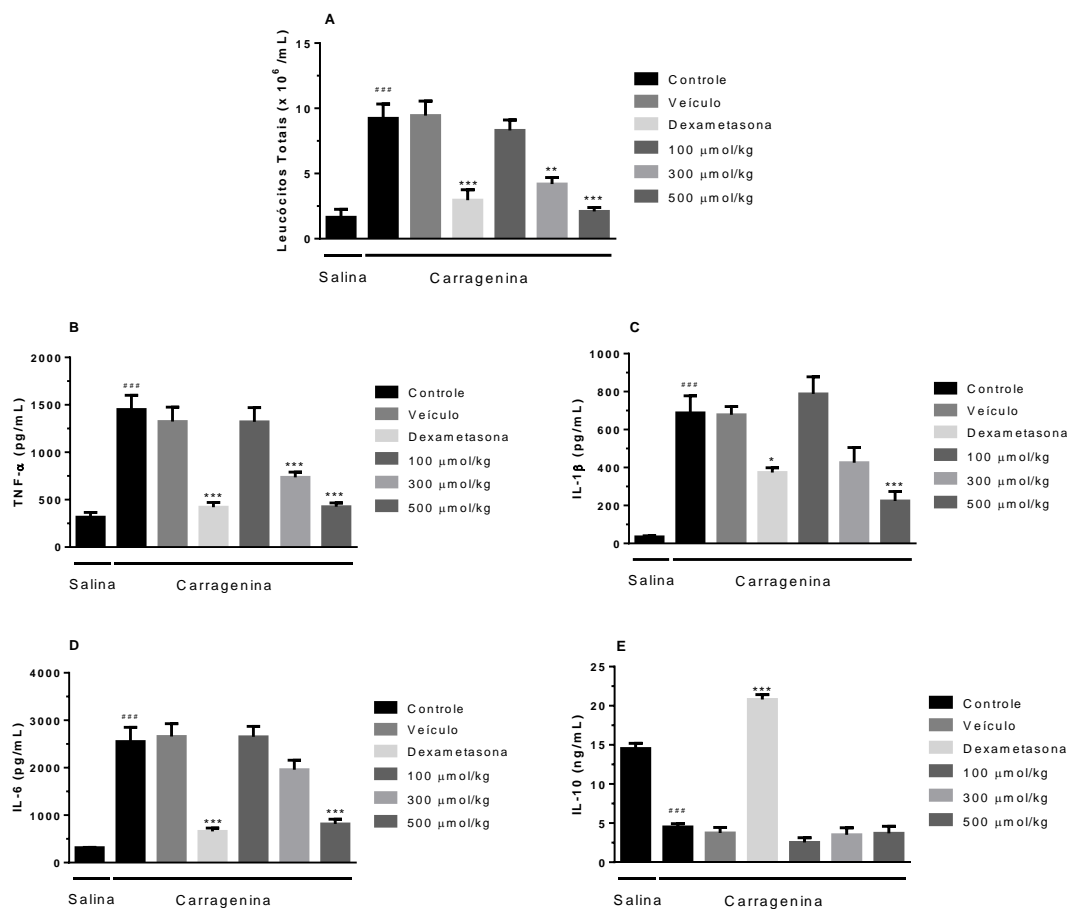 A
Leucócitos Totais (x 10⁶ /mL)
15
10
5
0
###
***
**
***
Salina
Carragenina
Controle
Veículo
Dexametasona
100 μmol/kg
300 μmol/kg
500 μmol/kg
B
TNF-α (pg/mL)
2000
1500
1000
500
0
###
***
***
***
Salina
Carragenina
Controle
Veículo
Dexametasona
100 μmol/kg
300 μmol/kg
500 μmol/kg
C
IL-1β (pg/mL)
1000
800
600
400
200
0
###
*
***
Salina
Carragenina
Controle
Veículo
Dexametasona
100 μmol/kg
300 μmol/kg
500 μmol/kg
D
IL-6 (pg/mL)
4000
3000
2000
1000
0
###
***
***
Salina
Carragenina
Controle
Veículo
Dexametasona
100 μmol/kg
300 μmol/kg
500 μmol/kg
E
IL-10 (ng/mL)
25
20
15
10
5
0
###
***
Salina
Carragenina
Controle
Veículo
Dexametasona
100 μmol/kg
300 μmol/kg
500 μmol/kg